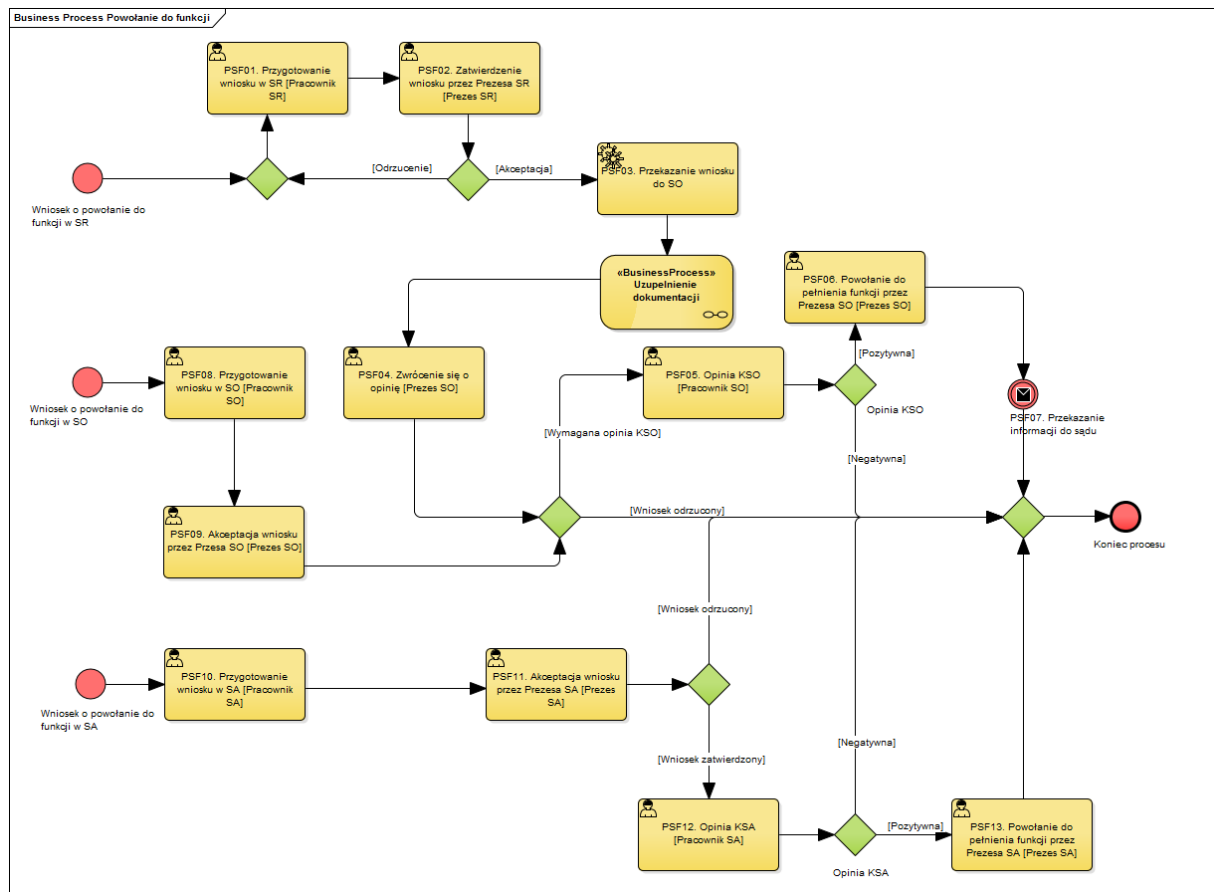 Business Process Powołanie do funkcji
PSF01. Przygotowanie
wniosku w SR [Pracownik
SR]
PSF02. Zatwierdzenie
wniosku przez Prezesa SR
[Prezes SR]
[Odrzucenie]
[Akceptacja]
PSF03. Przekazanie wniosku
do SO
Wniosek o powołanie do
funkcji w SR
«BusinessProcess»
Uzupelnienie
dokumentacji
PSF06. Powołanie do
pełnienia funkcji przez
Prezesa SO [Prezes SO]
PSF08. Przygotowanie
wniosku w SO [Pracownik
SO]
PSF04. Zwrócenie się o
opinię [Prezes SO]
PSF05. Opinia KSO
[Pracownik SO]
[Pozytywna]
Opinia KSO
Wniosek o powołanie do
funkcji w SO
PSF07. Przekazanie
informacji do sądu
[Wymagana opinia KSO]
[Negatywna]
[Wniosek odrzucony]
PSF09. Akceptacja wniosku
przez Przesa SO [Prezes SO]
Koniec procesu
[Wniosek odrzucony]
PSF10. Przygotowanie
wniosku w SA [Pracownik
SA]
PSF11. Akceptacja wniosku
przez Prezesa SA [Prezes
SA]
Wniosek o powołanie do
funkcji w SA
[Negatywna]
[Wniosek zatwierdzony]
PSF12. Opinia KSA
[Pracownik SA]
[Pozytywna]
PSF13. Powołanie do
pełnienia funkcji przez
Prezesa SA [Prezes SA]
Opinia KSA